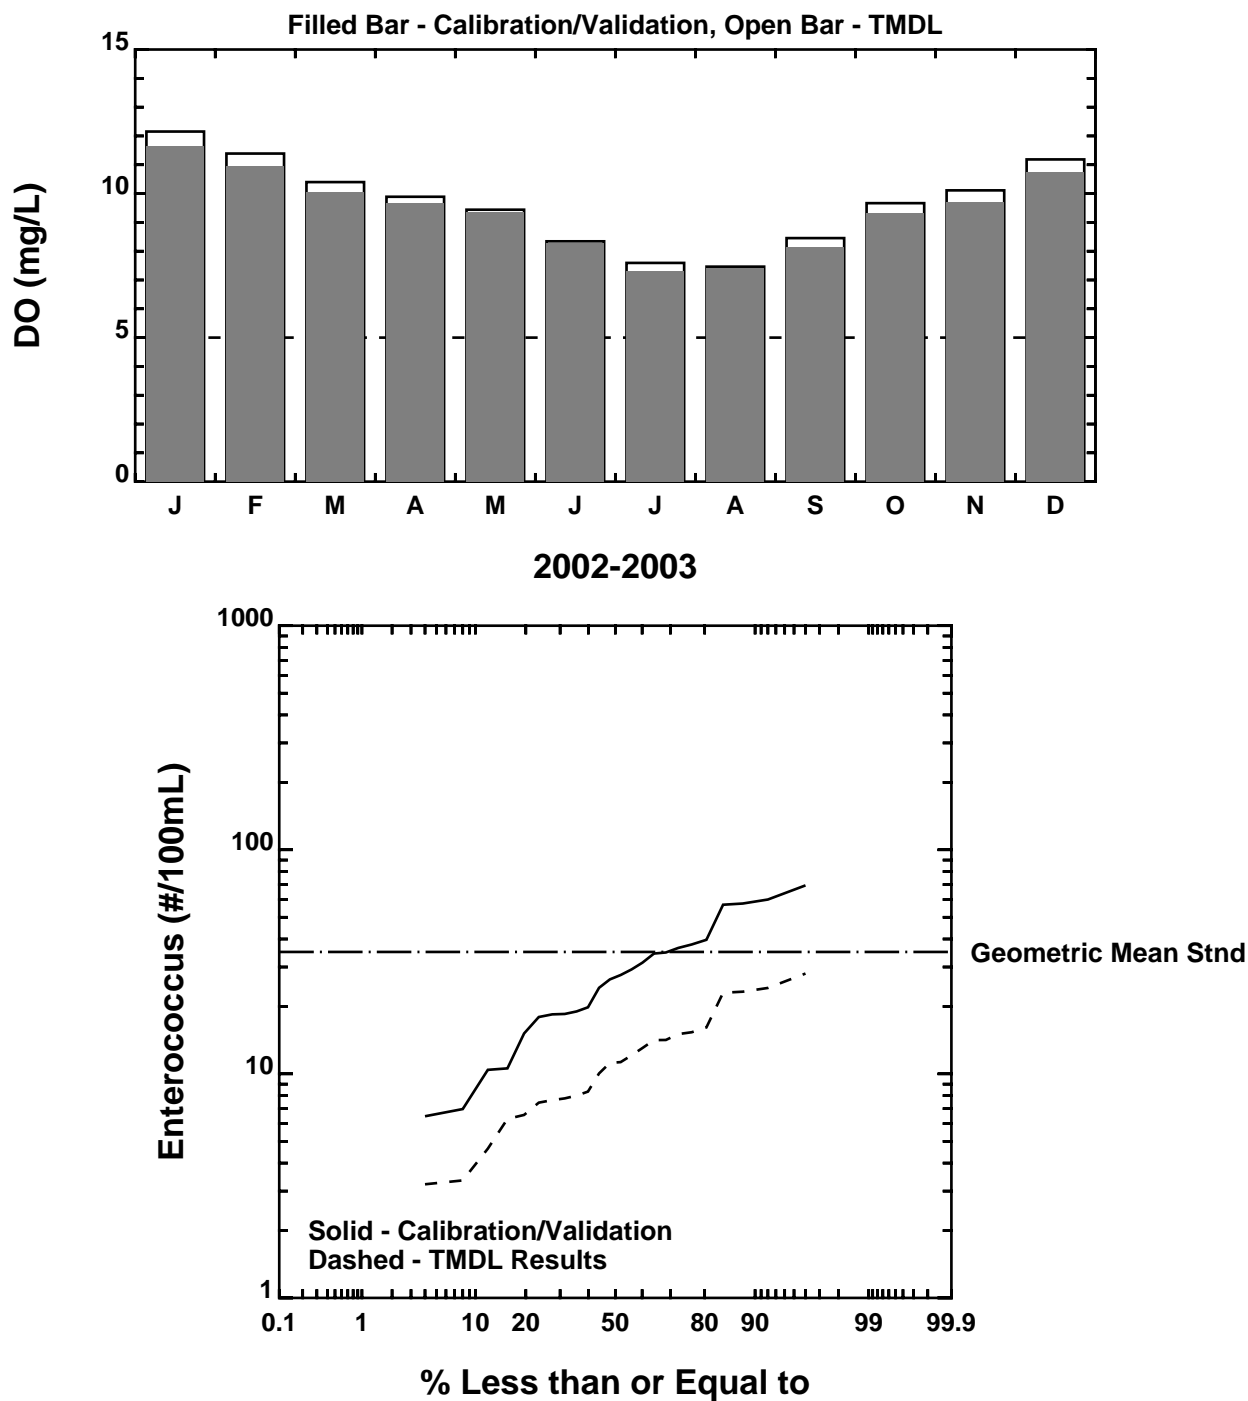 Filled Bar - Calibration/Validation, Open Bar - TMDL
15
10
5
0
DO (mg/L)
J F M A M J J A S O N D
2002-2003
1000
100
10
1
Enterococcus (#/100mL)
Geometric Mean Stnd
Solid - Calibration/Validation
Dashed - TMDL Results
0.1 1 10 20 50 80 90 99 99.9
% Less than or Equal to